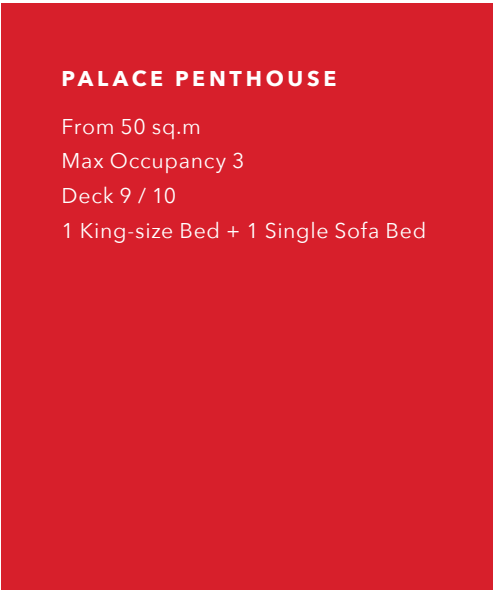 PALACE PENTHOUSE
From 50 sq.m
Max Occupancy 3
Deck 9 / 10
1 King-size Bed + 1 Single Sofa Bed